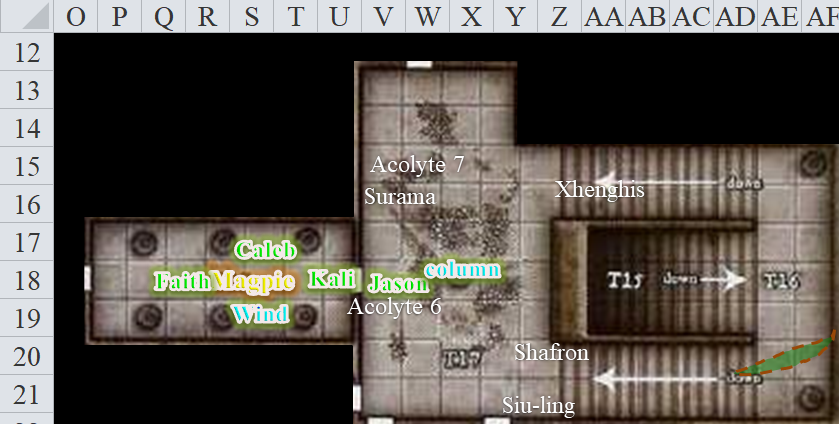 O P Q R S T U V W X Y Z AA AB AC AD AE AF
12
13
14
15
Acolyte 7
down
16
Surama
Xhenghis
17
Caleb
18
Faith Magpie Kali Jason column
T15 down T16
19
Wind
Acolyte 6
20
T17
Shafron
down
21
Siu-ling